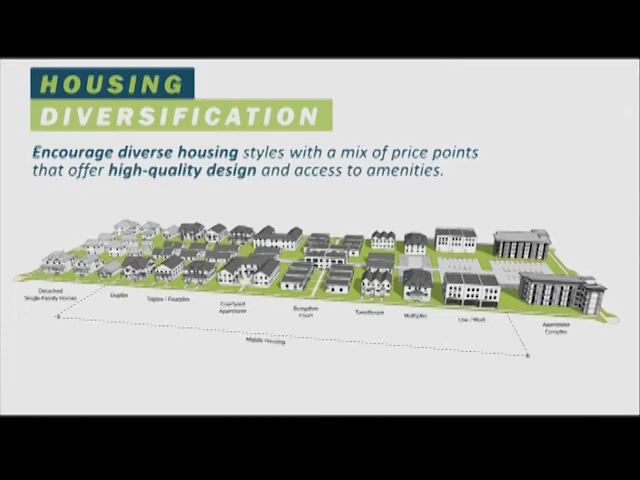 HOUSING
DIVERSIFICATION
Encourage diverse housing styles with a mix of price points
that offer high-quality design and access to amenities.
Detached
Single-Family Homes
Duplex
Triplex / Fourplex
Courtyard
Apartment
Bungalow
Court
Townhouse
Multiplex
Live / Work
Apartment
Complex
Middle Housing